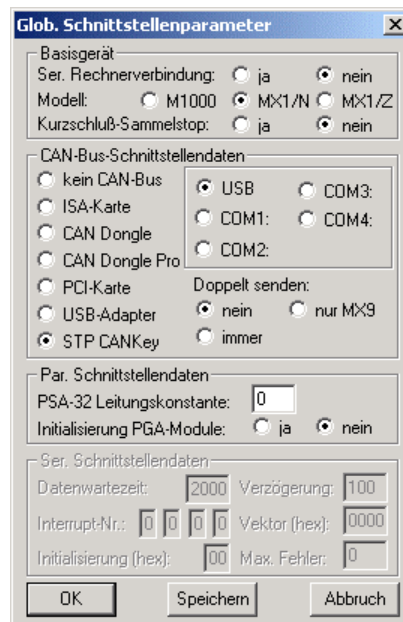 Glob. Schnittstellenparameter
Basisgerät
Ser. Rechnerverbindung: ja nein
Modell: M1000 MX1/N MX1/Z
Kurzschluß-Sammelstop: ja nein
CAN-Bus-Schnittstellendaten
kein CAN-Bus
ISA-Karte
CAN Dongle
CAN Dongle Pro
PCI-Karte
USB-Adapter
STP CANKey
USB COM3:
COM1: COM4:
COM2:
Doppelt senden:
nein nur MX9
immer
Par. Schnittstellendaten
PSA-32 Leitungskonstante: 0
Initialisierung PGA-Module: ja nein
Ser. Schnittstellendaten
Datenwartezeit: 2000 Verzögerung: 100
Interrupt-Nr.: 0 0 0 0 Vektor (hex): 0000
Initialisierung (hex): 00 Max. Fehler: 0
OK Speichern Abbruch